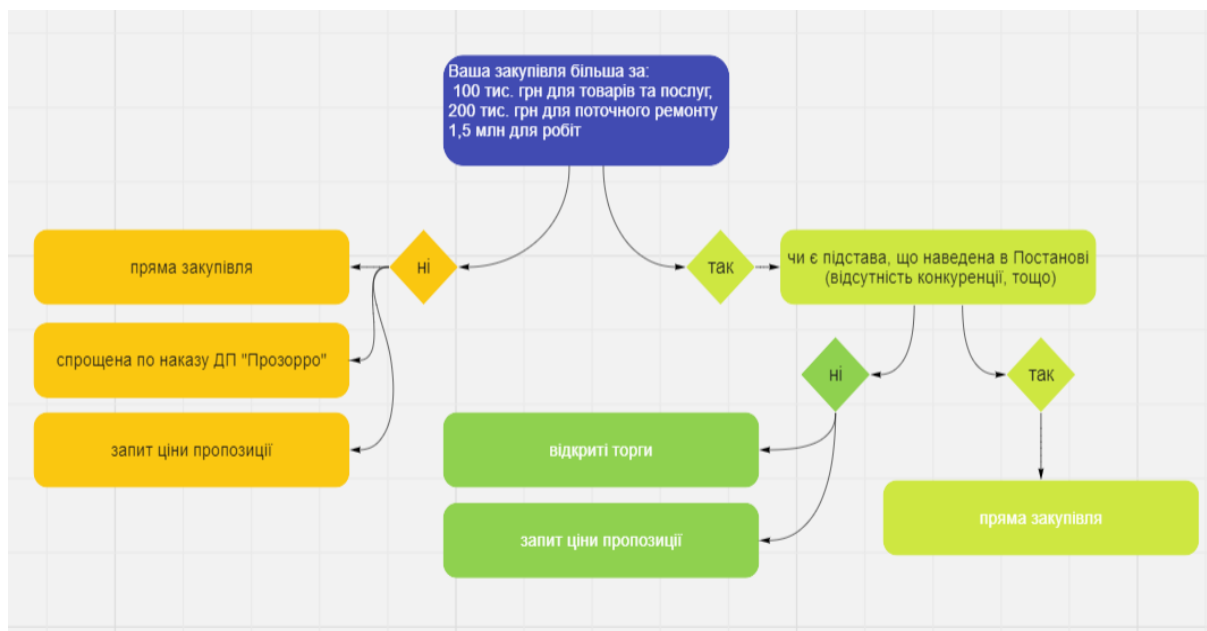 Ваша закупівля більша за:
100 тис. грн для товарів та послуг,
200 тис. грн для поточного ремонту
1,5 млн для робіт
пряма закупівля
ні
так
чи є підстава, що наведена в Постанові
(відсутність конкуренції, тощо)
спрощена по наказу ДП "Прозорро"
ні
так
запит ціни пропозиції
відкриті торги
пряма закупівля
запит ціни пропозиції